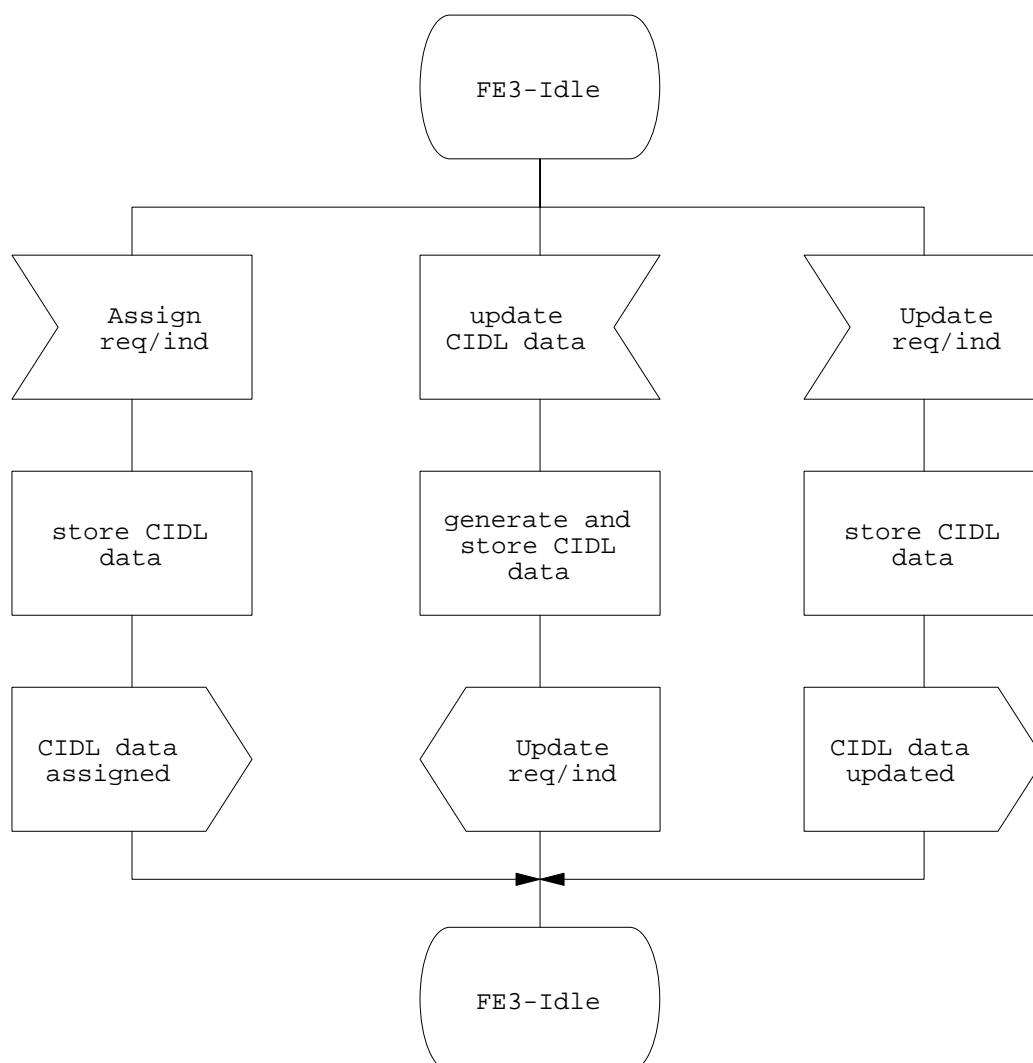 FE3-Idle
Assign
req/ind
update
CIDL data
Update
req/ind
store CIDL
data
generate and
store CIDL
data
store CIDL
data
CIDL data
assigned
Update
req/ind
CIDL data
updated
FE3-Idle